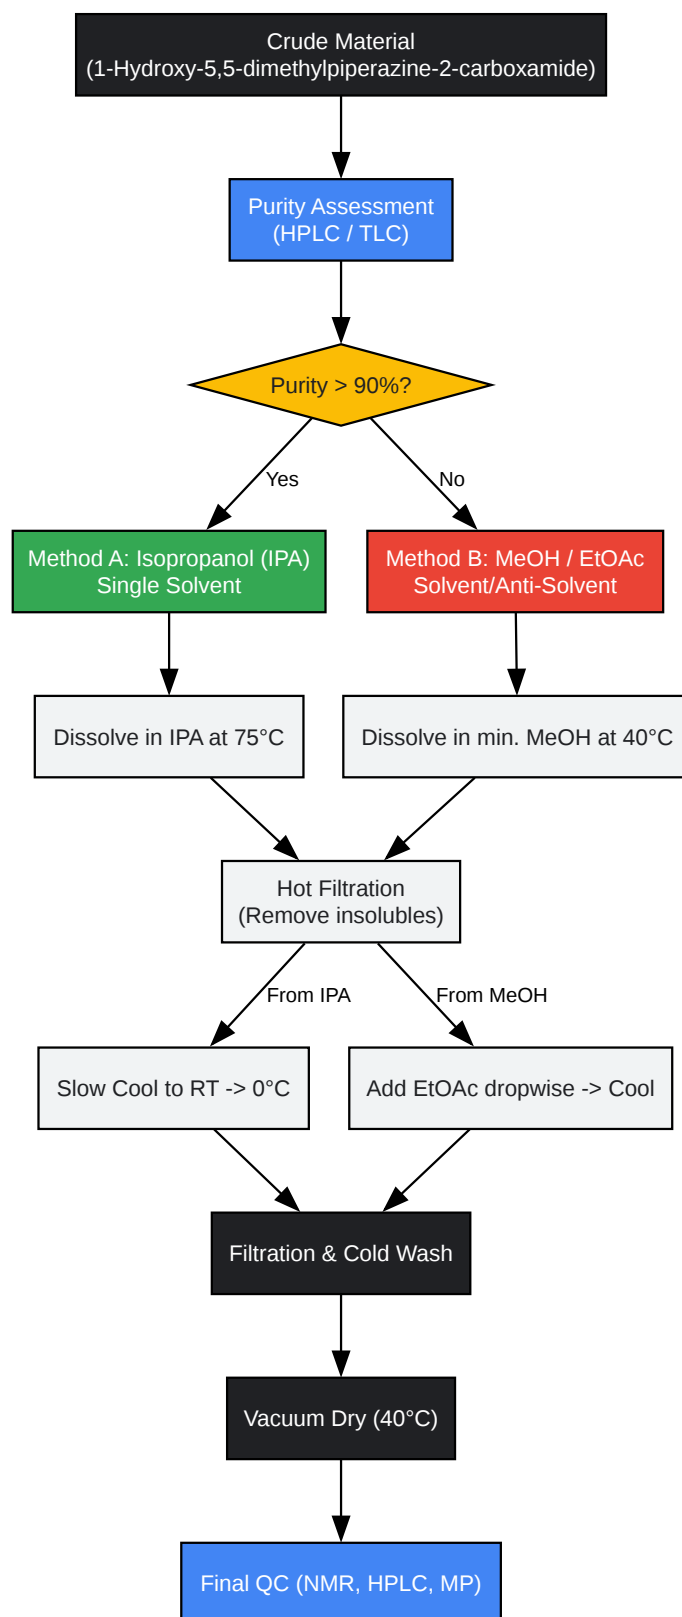 Crude Material
(1-Hydroxy-5,5-dimethylpiperazine-2-carboxamide)
Purity Assessment
(HPLC / TLC)
Purity > 90%?
Yes
No
Method A: Isopropanol (IPA)
Single Solvent
Method B: MeOH / EtOAc
Solvent/Anti-Solvent
Dissolve in IPA at 75°C
Dissolve in min. MeOH at 40°C
Hot Filtration
(Remove insolubles)
From IPA
From MeOH
Slow Cool to RT -> 0°C
Add EtOAc dropwise -> Cool
Filtration & Cold Wash
Vacuum Dry (40°C)
Final QC (NMR, HPLC, MP)